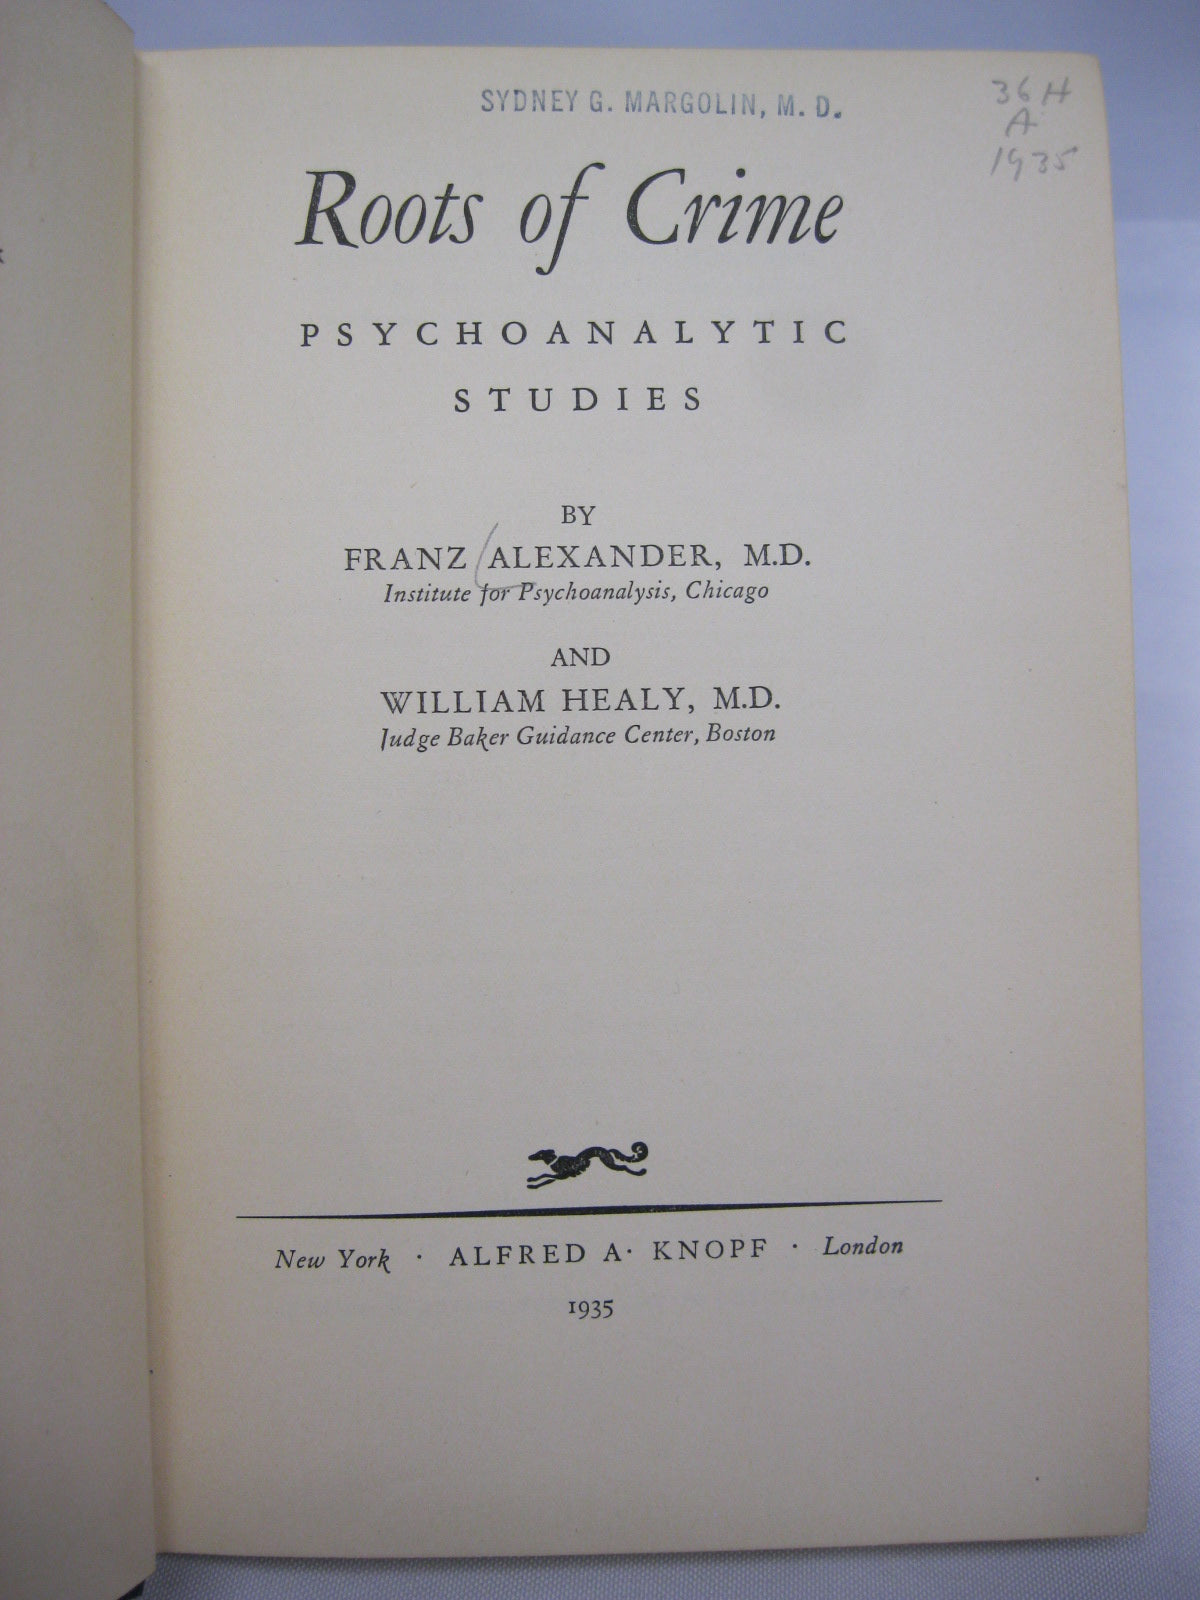 SYDNEY G. MARGOLIN, M. D.
36 H
A
1935
Roots of Crime
PSYCHOANALYTIC
STUDIES
BY
FRANZ ALEXANDER, M.D.
Institute for Psychoanalysis, Chicago
AND
WILLIAM HEALY, M.D.
Judge Baker Guidance Center, Boston
New York · ALFRED A· KNOPF · London
1935